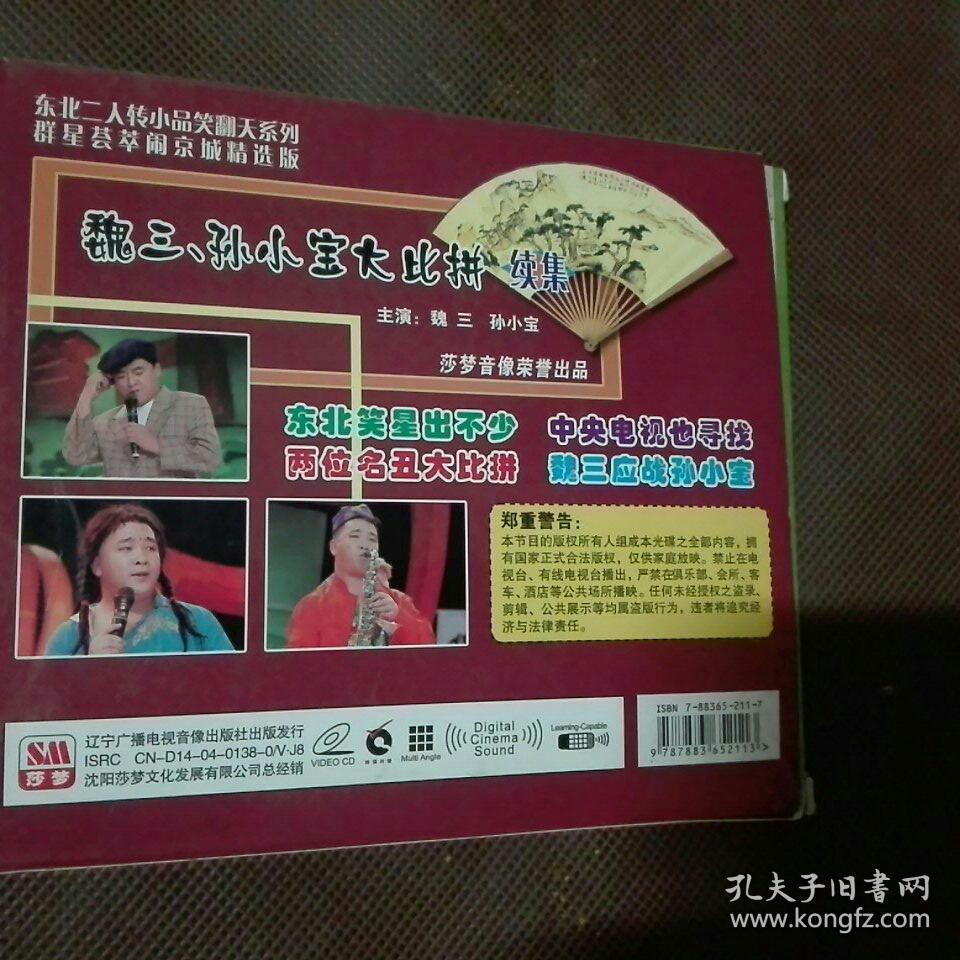 东北二人转小品笑翻天系列
群星荟萃闹京城精选版
魏三、孙小宝大比拼 续集
主演：魏 三 孙小宝
莎梦音像荣誉出品
东北笑星出不少 中央电视也寻找
两位名丑大比拼 魏三应战孙小宝
郑重警告：
本节目的版权所有人组成本光碟之全部内容，拥
有国家正式合法版权，仅供家庭放映。禁止在电
视台、有线电视台播出，严禁在俱乐部、会所、客
车、酒店等公共场所播映。任何未经授权之盗录、
剪辑、公共展示等均属盗版行为，违者将追究经
济与法律责任。
SM
莎梦
辽宁广播电视音像出版社出版发行
ISRC CN-D14-04-0138-0/V·J8
沈阳莎梦文化发展有限公司总经销
VIDEO CD
Multi Angle
Digital
Cinema
Sound
Learning-Capable
ISBN 7-88365-211-7
9 787883 652113 >
孔夫子旧书网
www.kongfz.com